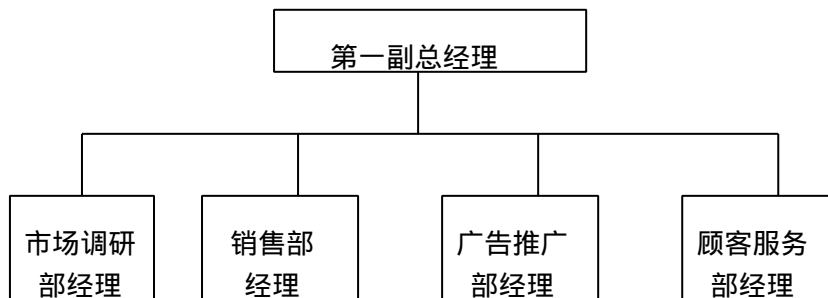 第一副总经理
市场调研
部经理
销售部
经理
广告推广
部经理
顾客服务
部经理